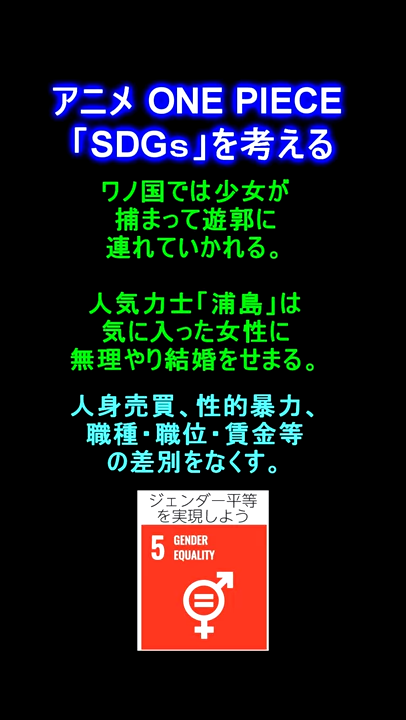 アニメ ONE PIECE
「SDGs」を考える
ワノ国では少女が
捕まって遊郭に
連れていかれる。
人気力士「浦島」は
気に入った女性に
無理やり結婚をせまる。
人身売買、性的暴力、
職種・職位・賃金等
の差別をなくす。
ジェンダー平等
を実現しよう
5 GENDER
EQUALITY